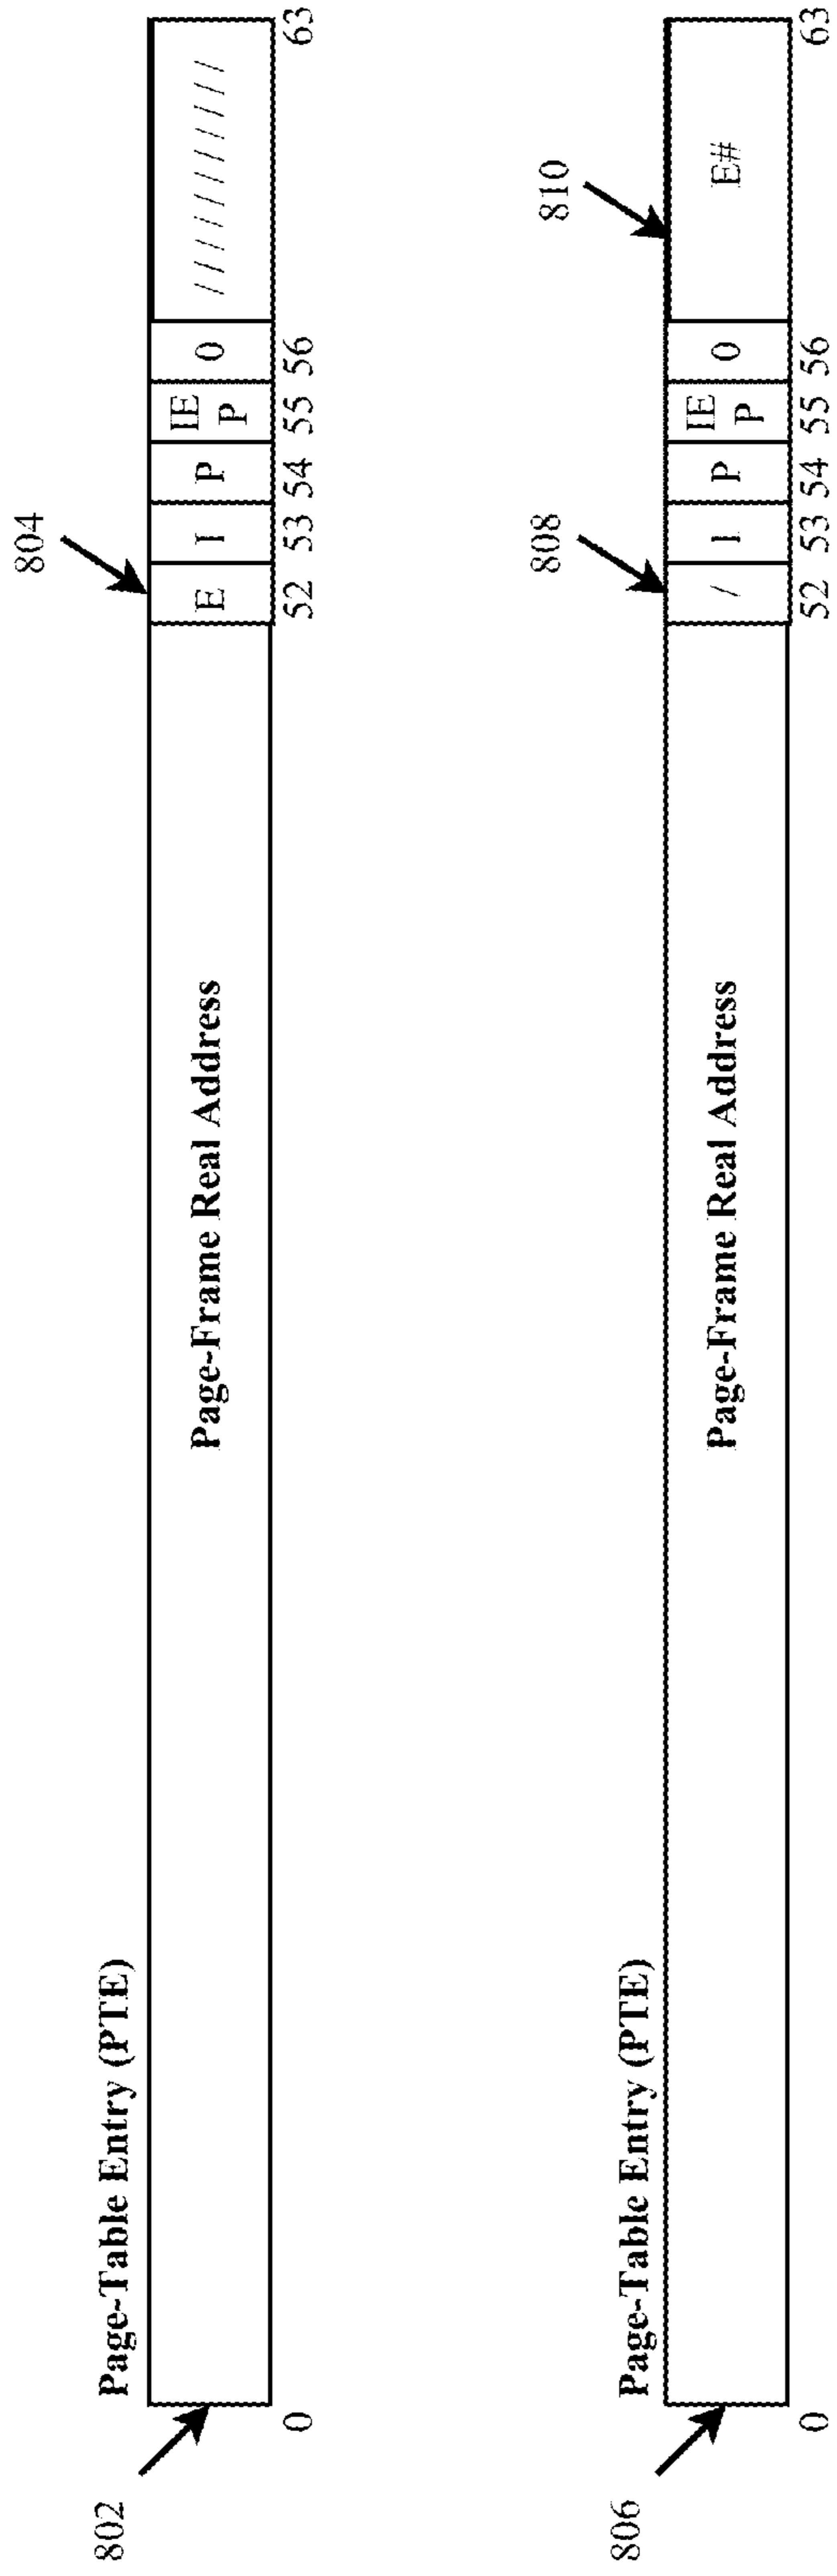 804
Page-Table Entry (PTE)
802
Page-Frame Real Address E I P IE P 0 / / / / / / / / / / /
0 52 53 54 55 56 63
808 810
Page-Table Entry (PTE)
806
Page-Frame Real Address / I P IE P 0 E#
0 52 53 54 55 56 63